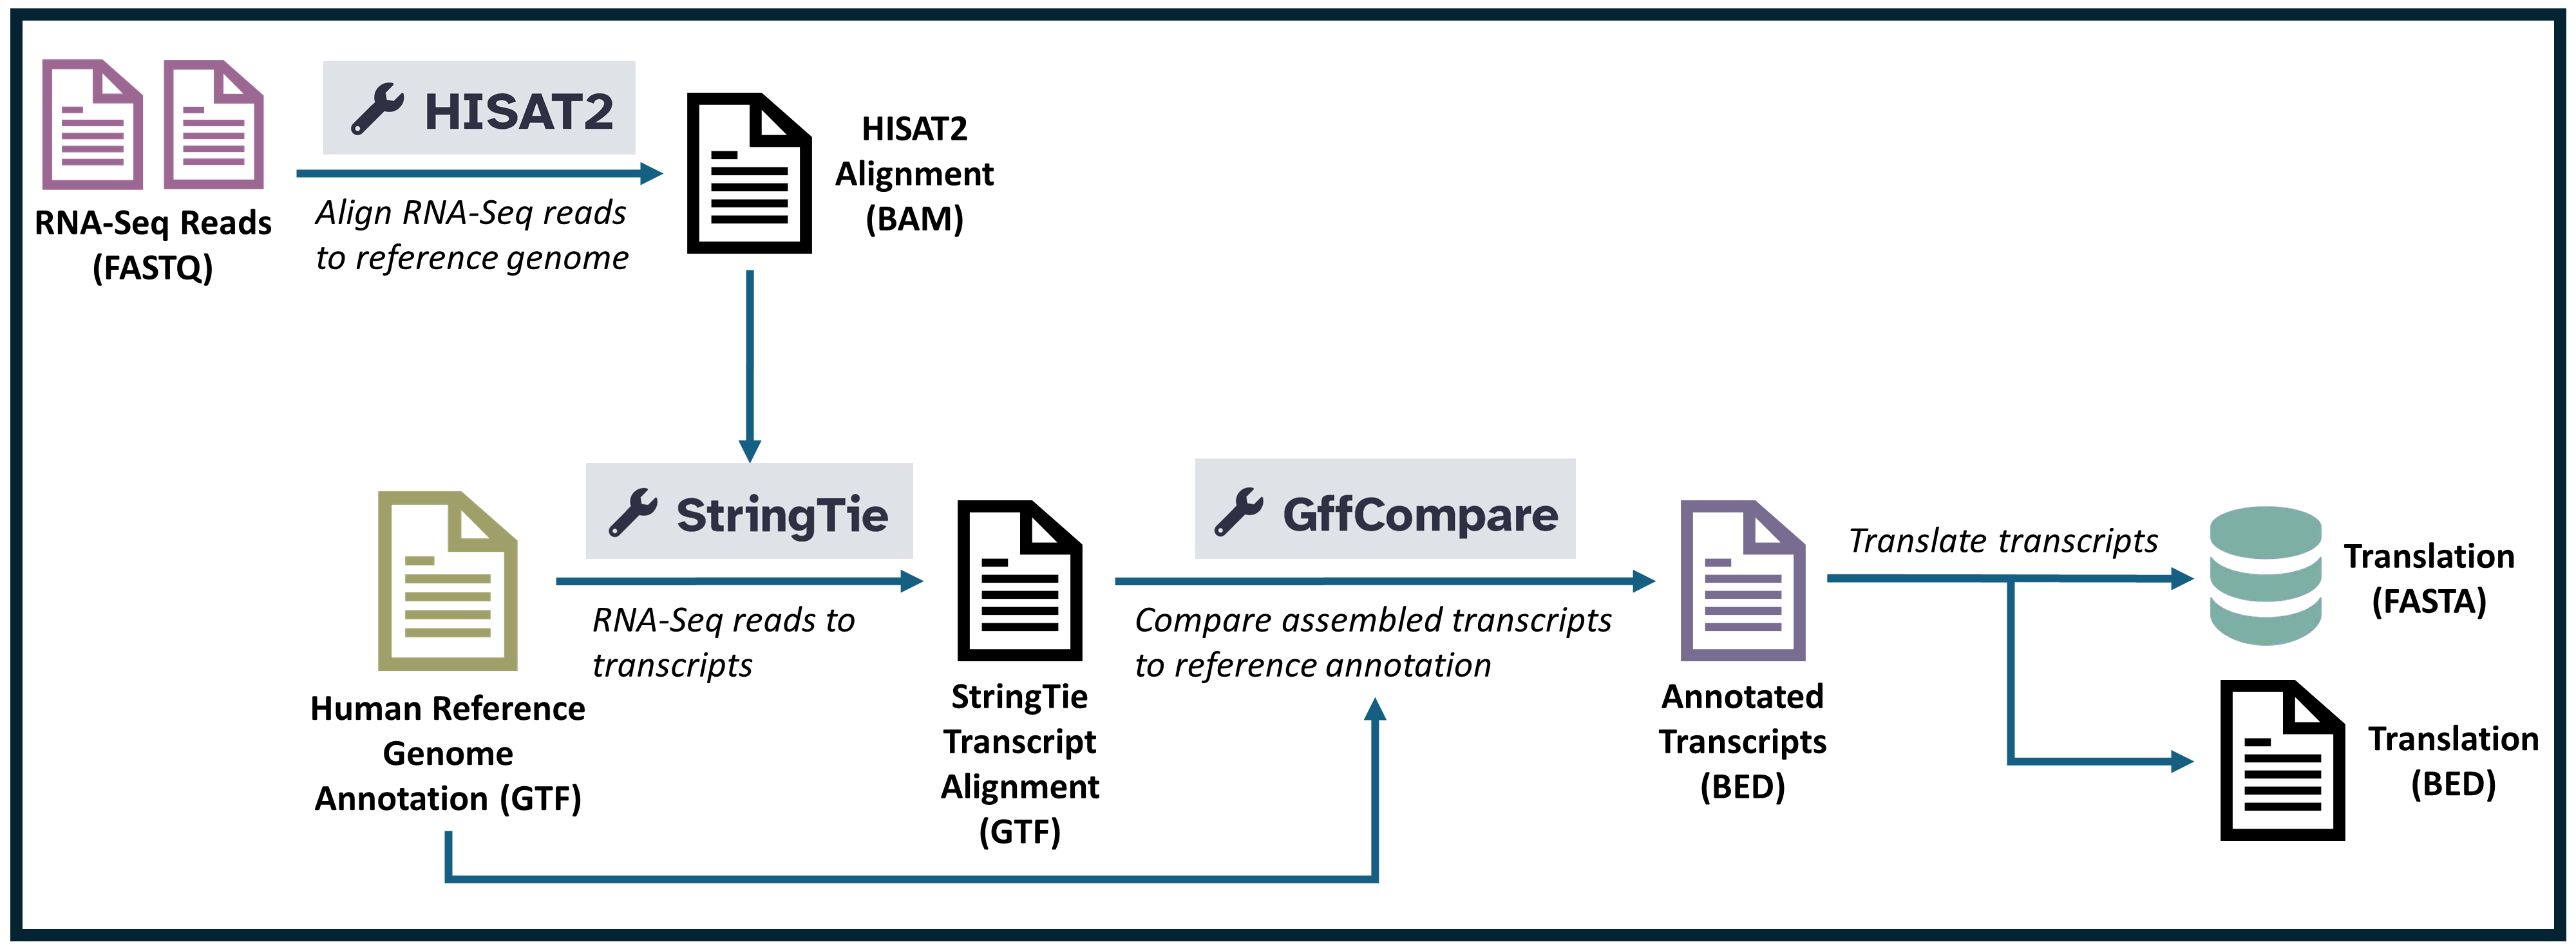 HISAT2
RNA-Seq Reads
(FASTQ)
Align RNA-Seq reads
to reference genome
HISAT2
Alignment
(BAM)
StringTie
RNA-Seq reads to
transcripts
Human Reference
Genome
Annotation (GTF)
StringTie
Transcript
Alignment
(GTF)
GffCompare
Compare assembled transcripts
to reference annotation
Annotated
Transcripts
(BED)
Translate transcripts
Translation
(FASTA)
Translation
(BED)